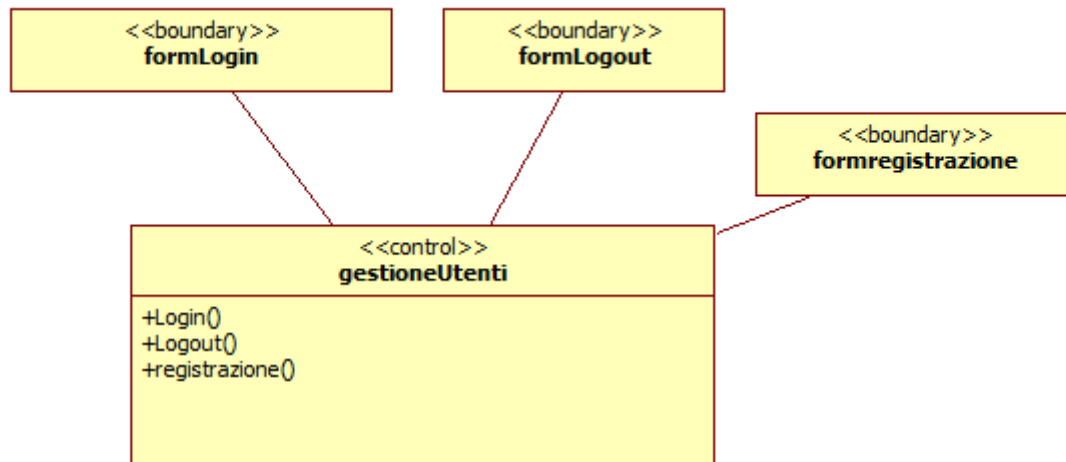 <<boundary>>
formLogin
<<boundary>>
formLogout
<<boundary>>
formregistrazione
<<control>>
gestioneUtenti
+Login()
+Logout()
+registrazione()